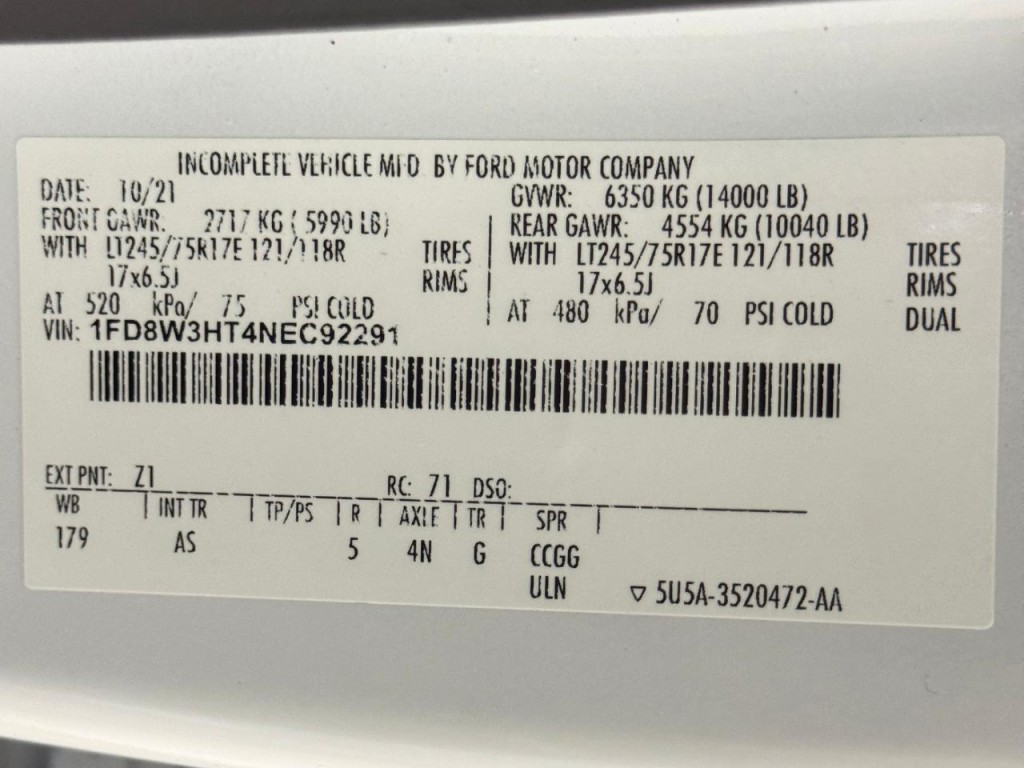 INCOMPLETE VEHICLE MFD BY FORD MOTOR COMPANY
DATE: 10/21 GVWR: 6350 KG (14000 LB)
FRONT GAWR: 2717 KG ( 5990 LB) REAR GAWR: 4554 KG (10040 LB)
WITH LT245/75R17E 121/118R TIRES WITH LT245/75R17E 121/118R TIRES
17x6.5J RIMS 17x6.5J RIMS
AT 520 kPa/ 75 PSI COLD AT 480 kPa/ 70 PSI COLD DUAL
VIN: 1FD8W3HT4NEC92291
EXT PNT: Z1 RC: 71 DSO:
WB INT TR TP/PS R AXLE TR SPR
179 AS 5 4N G CCGG
ULN 5U5A-3520472-AA